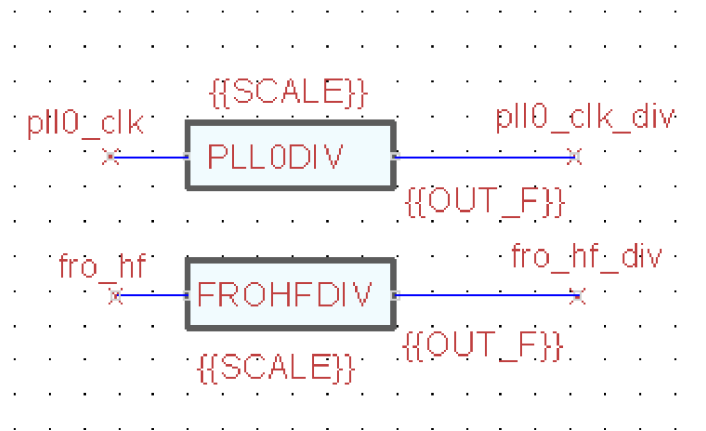 {{SCALE}}
pll0_clk
pll0_clk_div
PLL0DIV
{{OUT_F}}
fro_hf
fro_hf_div
FROHFDIV
{{OUT_F}}
{{SCALE}}